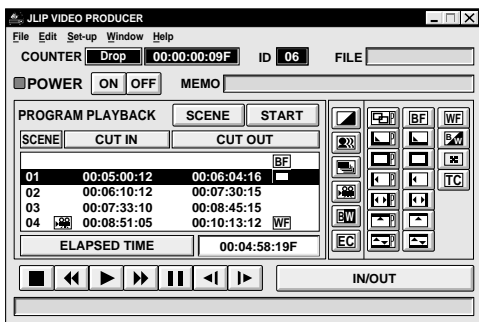 JLIP VIDEO PRODUCER
File Edit Set-up Window Help
COUNTER Drop 00:00:00:09F ID 06 FILE
POWER ON OFF MEMO
PROGRAM PLAYBACK SCENE START
SCENE CUT IN CUT OUT
BF
01 00:05:00:12 00:06:04:16
02 00:06:10:12 00:07:30:15
03 00:07:33:10 00:08:45:15
04 00:08:51:05 00:10:13:12 WF
ELAPSED TIME 00:04:58:19F
P BF WF
P B/W
P
P TC
BW P
EC P
IN/OUT